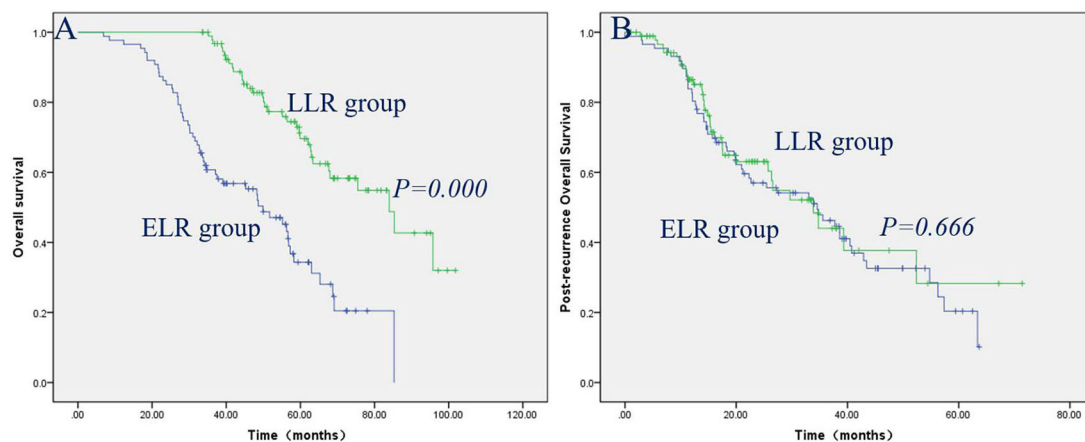 A
Overall survival
1.0
0.8
0.6
0.4
0.2
0.0
LLR group
P=0.000
ELR group
.00 20.00 40.00 60.00 80.00 100.00 120.00
Time（months）
B
Post-recurrence Overall Survival
1.0
0.8
0.6
0.4
0.2
0.0
LLR group
ELR group
P=0.666
.00 20.00 40.00 60.00 80.00
Time（months）